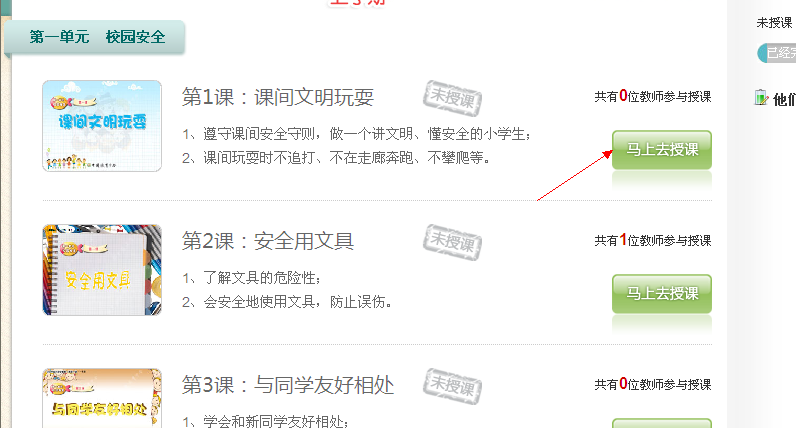 上学期
第一单元 校园安全
未授课
已经完
他们
课间文明玩耍
第1课：课间文明玩耍
未授课
共有0位教师参与授课
1、遵守课间安全守则，做一个讲文明、懂安全的小学生；
2、课间玩耍时不追打、不在走廊奔跑、不攀爬等。
马上去授课
安全用文具
第2课：安全用文具
未授课
共有1位教师参与授课
1、了解文具的危险性；
2、会安全地使用文具，防止误伤。
马上去授课
与同学友好相处
第3课：与同学友好相处
未授课
共有0位教师参与授课
1、学会和新同学友好相处；